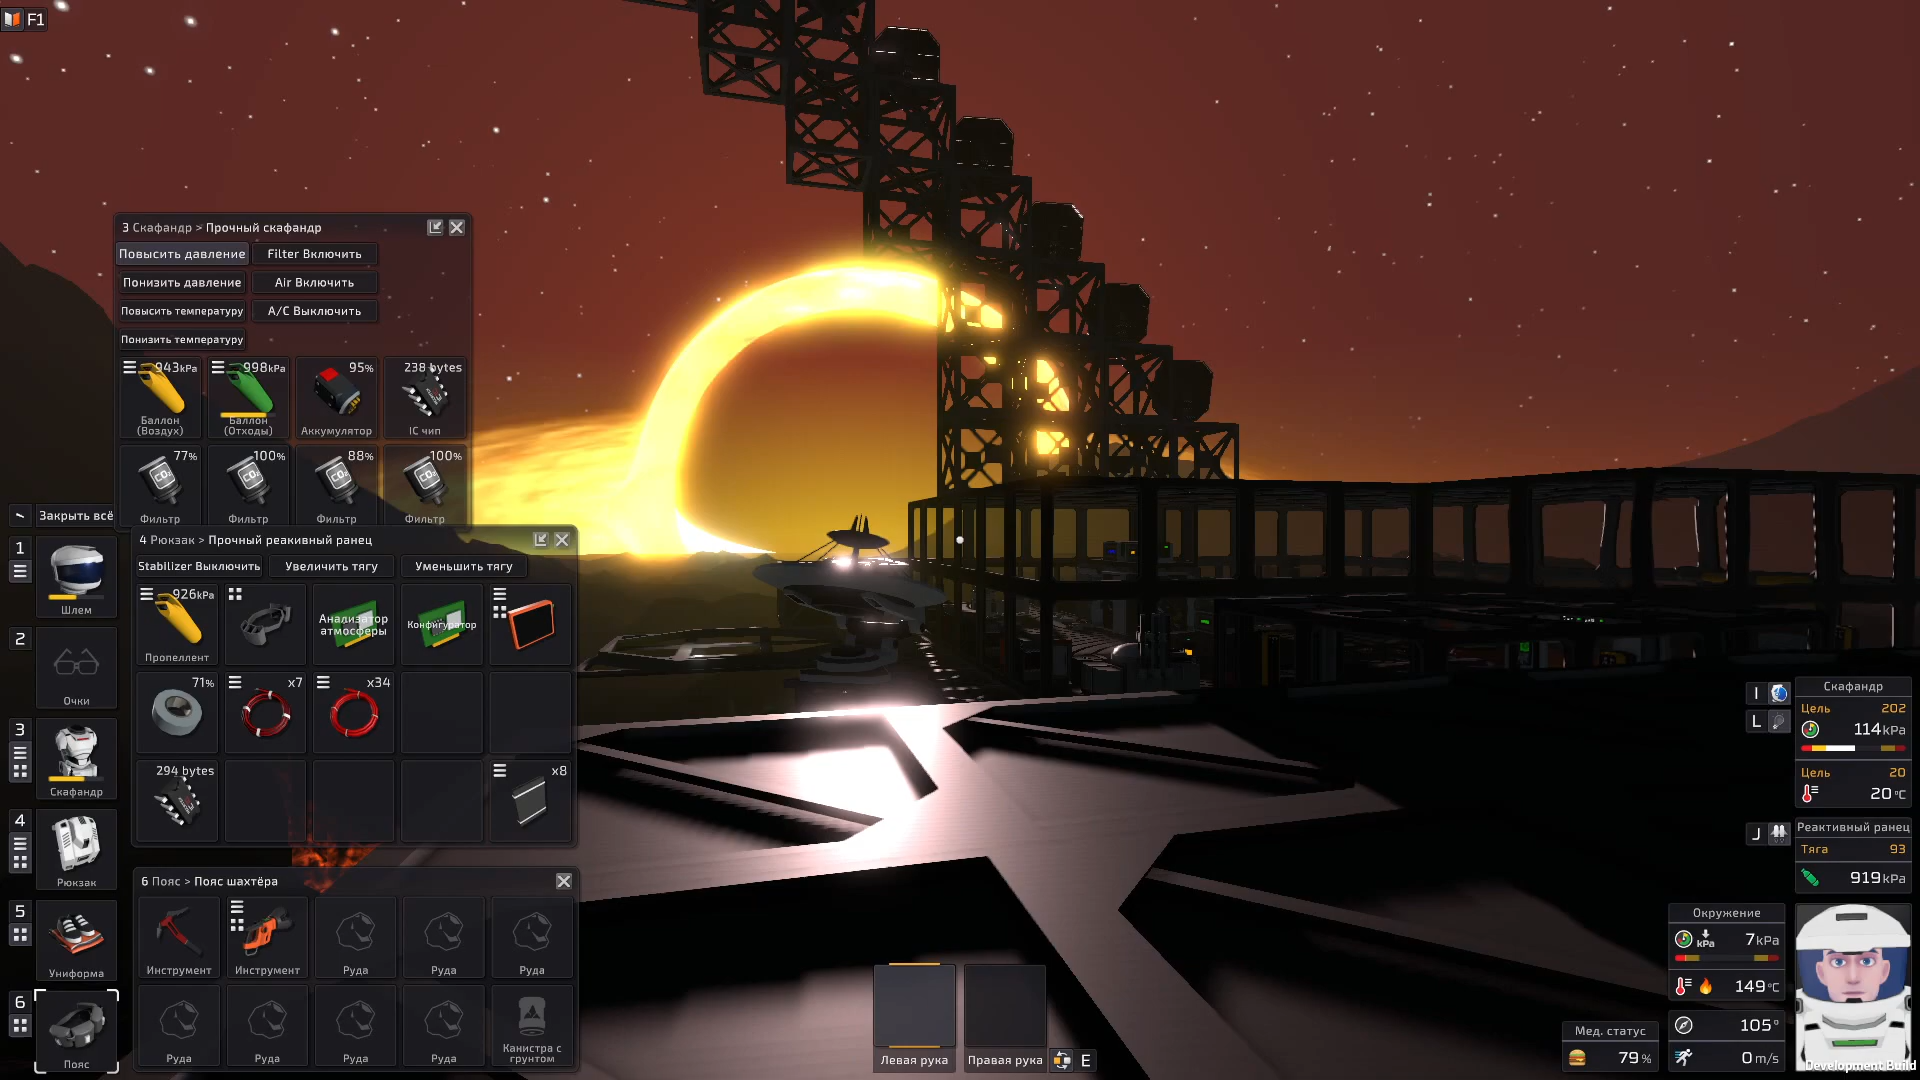 F1
3 Скафандр > Прочный скафандр
Повысить давление
Filter Включить
Понизить давление
Air Включить
Повысить температуру
A/C Выключить
Понизить температуру
943kPa
Баллон (Воздух)
998kPa
Баллон (Отходы)
95%
Аккумулятор
238 bytes
IC чип
77%
Фильтр
100%
Фильтр
88%
Фильтр
100%
Фильтр
~ Закрыть всё
1
Шлем
2
Очки
3
Скафандр
4
Рюкзак
5
Униформа
6
Пояс
4 Рюкзак > Прочный реактивный ранец
Stabilizer Выключить
Увеличить тягу
Уменьшить тягу
926kPa
Пропеллент
Анализатор атмосферы
Конфигуратор
71%
x7
x34
294 bytes
x8
6 Пояс > Пояс шахтёра
Инструмент
Инструмент
Руда
Руда
Руда
Руда
Руда
Руда
Руда
Канистра с грунтом
Левая рука
Правая рука
E
I
L
Скафандр
Цель 202
114kPa
Цель 20
20°C
J
Реактивный ранец
Тяга 93
919kPa
Окружение
kPa
7kPa
149°C
105°
0m/s
Мед. статус
79%
Development Build